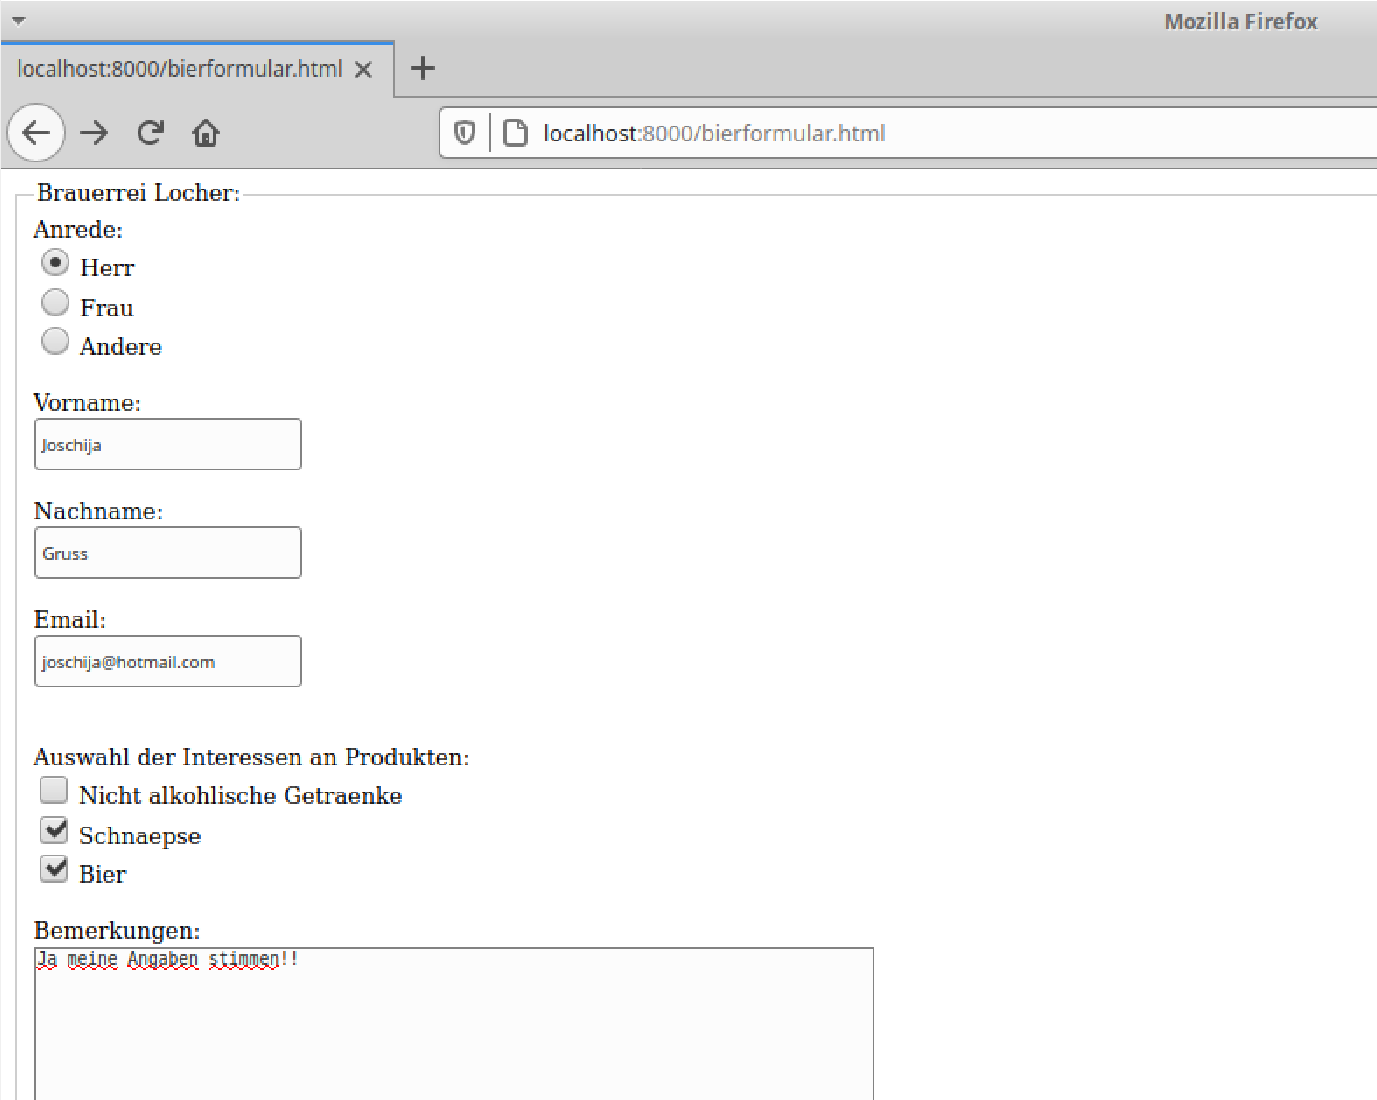 Mozilla Firefox
localhost:8000/bierformular.html
localhost:8000/bierformular.html
Brauerrei Locher:
Anrede:
Herr
Frau
Andere
Vorname:
Joschija
Nachname:
Gruss
Email:
joschija@hotmail.com
Auswahl der Interessen an Produkten:
Nicht alkohlische Getraenke
Schnaepse
Bier
Bemerkungen:
Ja meine Angaben stimmen!!